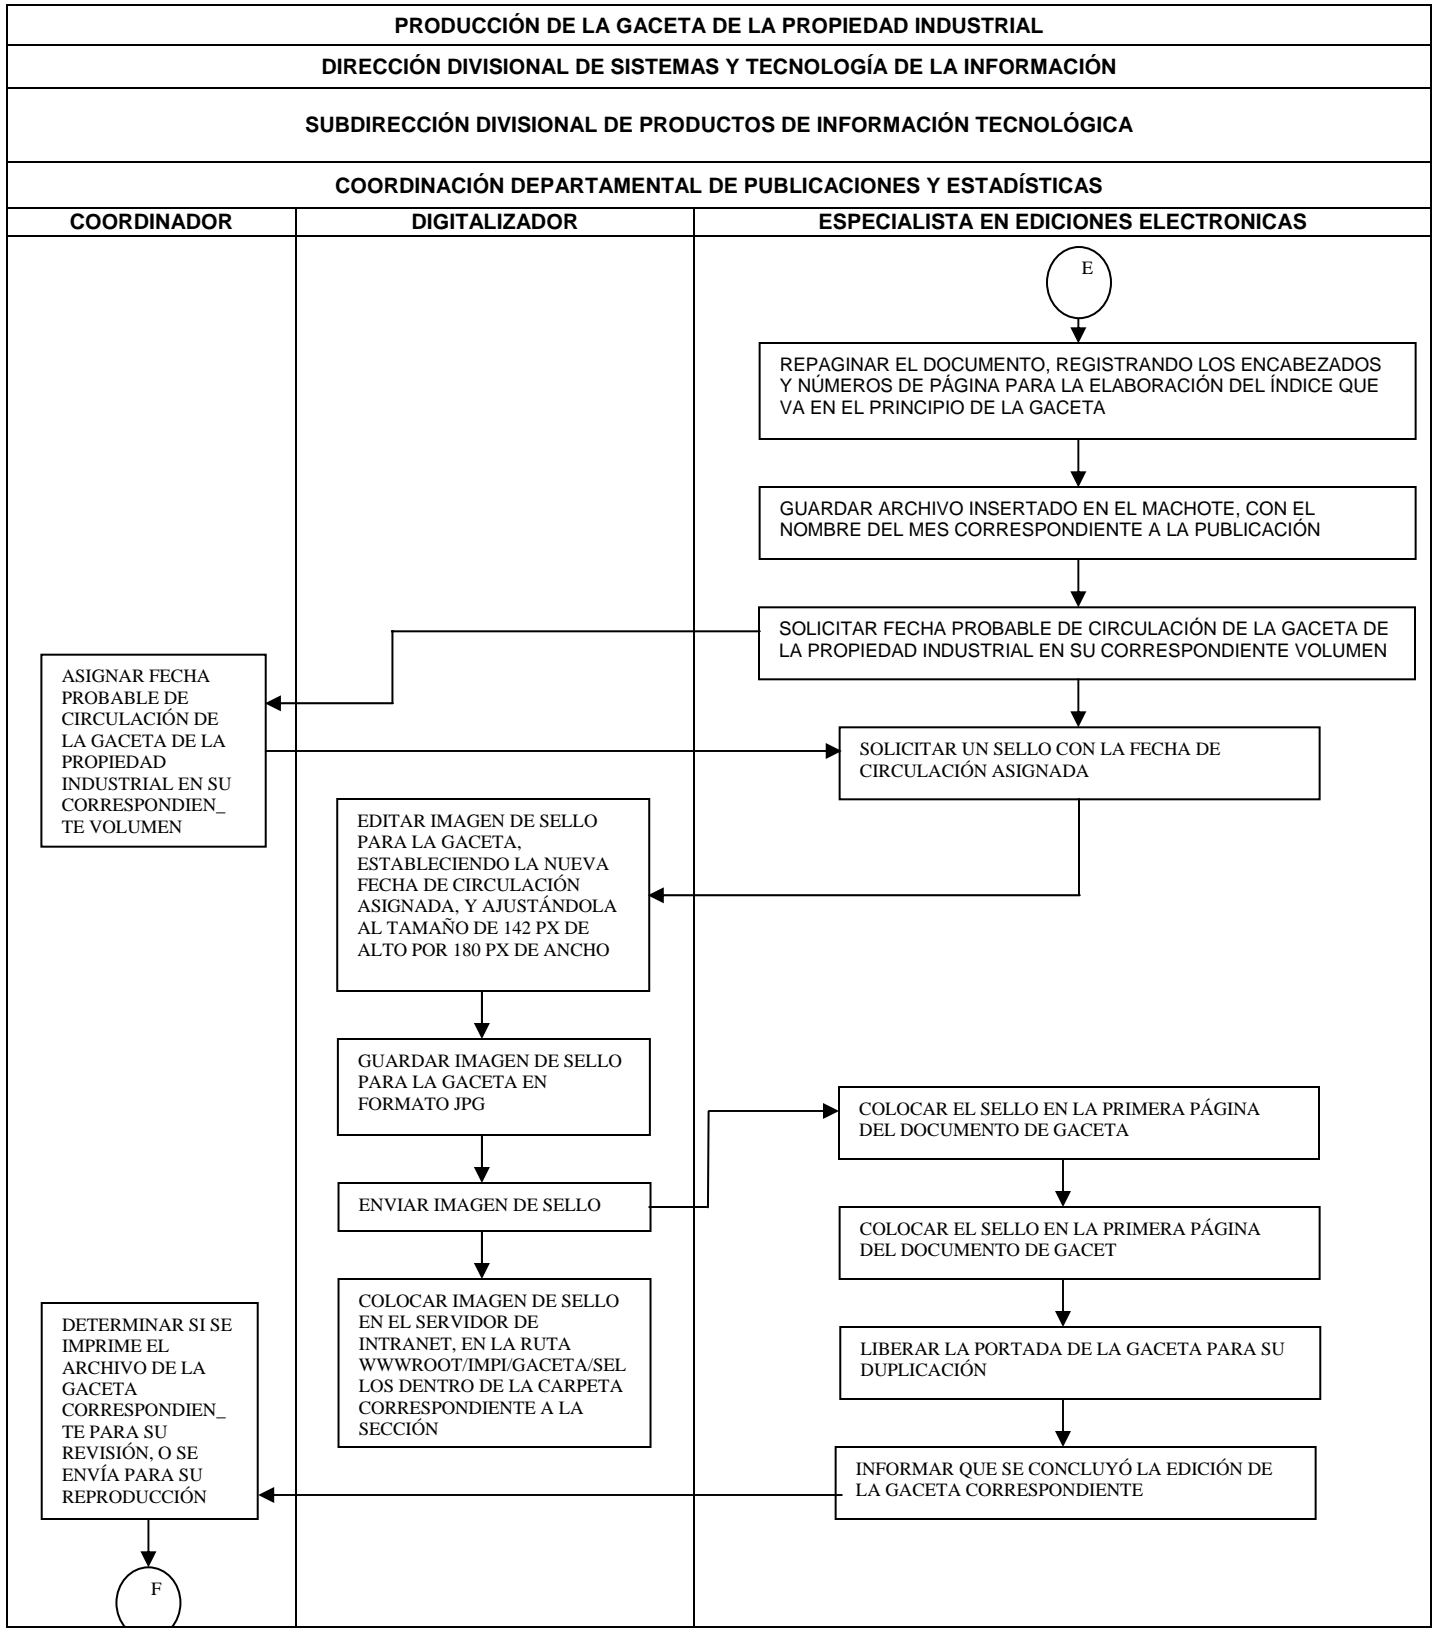 PRODUCCIÓN DE LA GACETA DE LA PROPIEDAD INDUSTRIAL
DIRECCIÓN DIVISIONAL DE SISTEMAS Y TECNOLOGÍA DE LA INFORMACIÓN
SUBDIRECCIÓN DIVISIONAL DE PRODUCTOS DE INFORMACIÓN TECNOLÓGICA
COORDINACIÓN DEPARTAMENTAL DE PUBLICACIONES Y ESTADÍSTICAS
COORDINADOR
DIGITALIZADOR
ESPECIALISTA EN EDICIONES ELECTRONICAS
E
REPAGINAR EL DOCUMENTO, REGISTRANDO LOS ENCABEZADOS
Y NÚMEROS DE PÁGINA PARA LA ELABORACIÓN DEL ÍNDICE QUE
VA EN EL PRINCIPIO DE LA GACETA
GUARDAR ARCHIVO INSERTADO EN EL MACHOTE, CON EL
NOMBRE DEL MES CORRESPONDIENTE A LA PUBLICACIÓN
SOLICITAR FECHA PROBABLE DE CIRCULACIÓN DE LA GACETA DE
LA PROPIEDAD INDUSTRIAL EN SU CORRESPONDIENTE VOLUMEN
ASIGNAR FECHA
PROBABLE DE
CIRCULACIÓN DE
LA GACETA DE LA
PROPIEDAD
INDUSTRIAL EN SU
CORRESPONDIEN_
TE VOLUMEN
SOLICITAR UN SELLO CON LA FECHA DE
CIRCULACIÓN ASIGNADA
EDITAR IMAGEN DE SELLO
PARA LA GACETA,
ESTABLECIENDO LA NUEVA
FECHA DE CIRCULACIÓN
ASIGNADA, Y AJUSTÁNDOLA
AL TAMAÑO DE 142 PX DE
ALTO POR 180 PX DE ANCHO
GUARDAR IMAGEN DE SELLO
PARA LA GACETA EN
FORMATO JPG
ENVIAR IMAGEN DE SELLO
COLOCAR EL SELLO EN LA PRIMERA PÁGINA
DEL DOCUMENTO DE GACETA
COLOCAR EL SELLO EN LA PRIMERA PÁGINA
DEL DOCUMENTO DE GACET
COLOCAR IMAGEN DE SELLO
EN EL SERVIDOR DE
INTRANET, EN LA RUTA
WWWROOT/IMPI/GACETA/SEL
LOS DENTRO DE LA CARPETA
CORRESPONDIENTE A LA
SECCIÓN
LIBERAR LA PORTADA DE LA GACETA PARA SU
DUPLICACIÓN
INFORMAR QUE SE CONCLUYÓ LA EDICIÓN DE
LA GACETA CORRESPONDIENTE
DETERMINAR SI SE
IMPRIME EL
ARCHIVO DE LA
GACETA
CORRESPONDIEN_
TE PARA SU
REVISIÓN, O SE
ENVÍA PARA SU
REPRODUCCIÓN
F